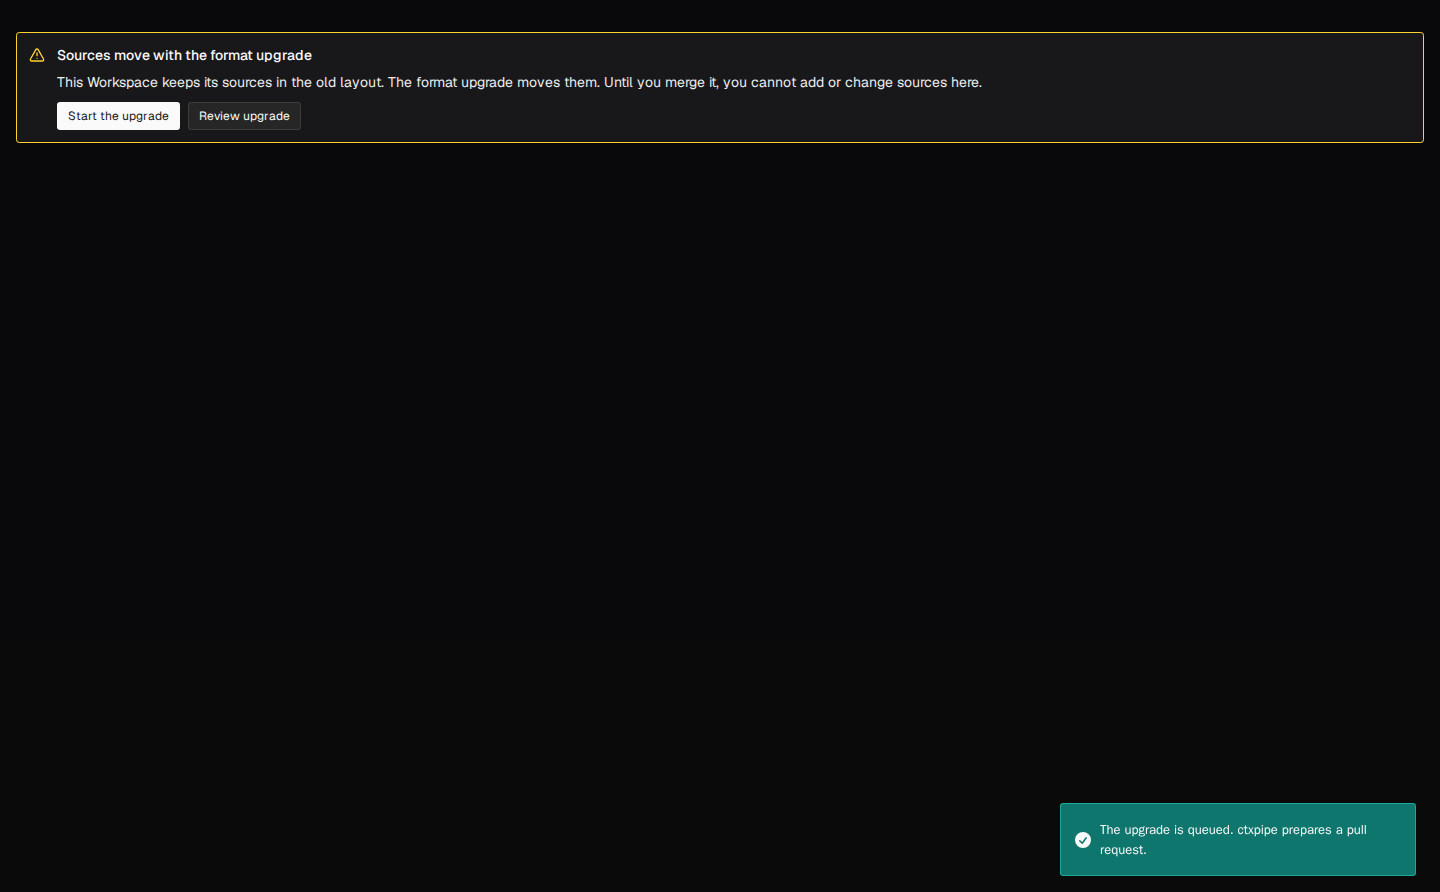 Sources move with the format upgrade
This Workspace keeps its sources in the old layout. The format upgrade moves them. Until you merge it, you cannot add or change sources here.
Start the upgrade
Review upgrade
The upgrade is queued. ctxpipe prepares a pull
request.